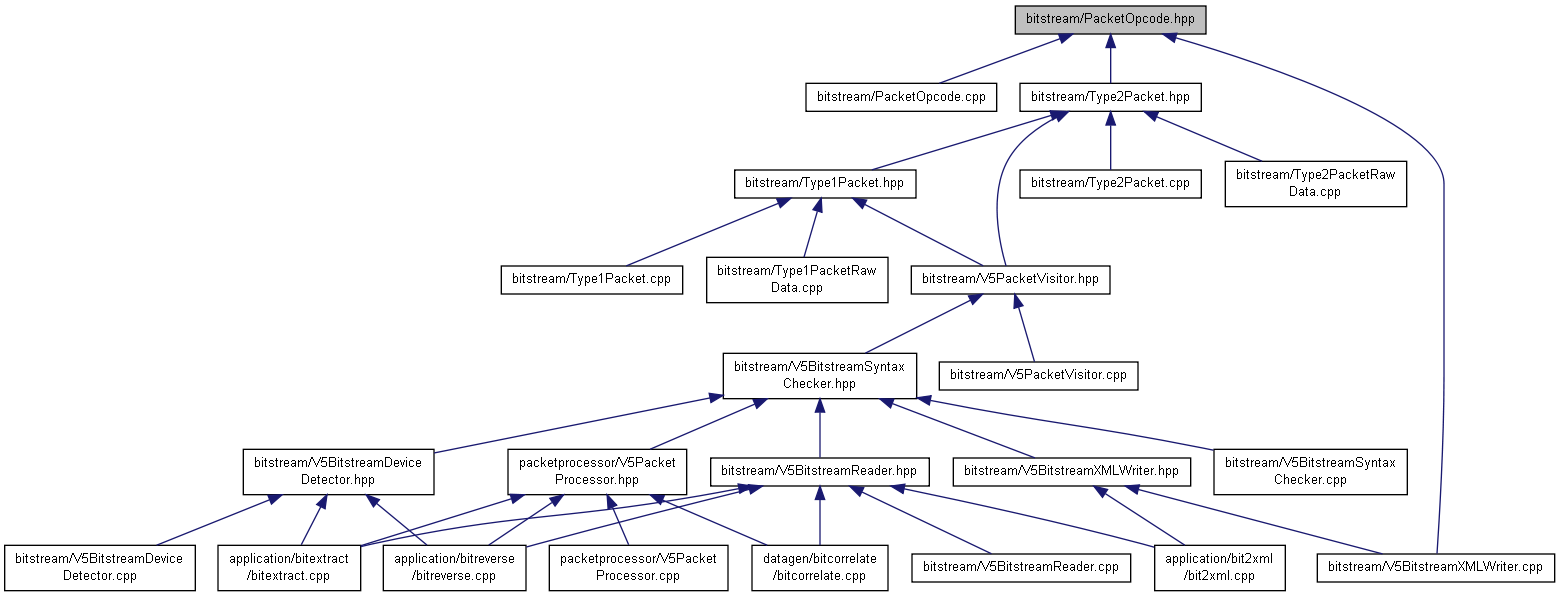 bitstream/PacketOpcode.hpp
bitstream/PacketOpcode.cpp
bitstream/Type2Packet.hpp
bitstream/Type1Packet.hpp
bitstream/Type2Packet.cpp
bitstream/Type2PacketRaw
Data.cpp
bitstream/Type1Packet.cpp
bitstream/Type1PacketRaw
Data.cpp
bitstream/V5PacketVisitor.hpp
bitstream/V5BitstreamSyntax
Checker.hpp
bitstream/V5PacketVisitor.cpp
bitstream/V5BitstreamDevice
Detector.hpp
packetprocessor/V5Packet
Processor.hpp
bitstream/V5BitstreamReader.hpp
bitstream/V5BitstreamXMLWriter.hpp
bitstream/V5BitstreamSyntax
Checker.cpp
bitstream/V5BitstreamDevice
Detector.cpp
application/bitextract
/bitextract.cpp
application/bitreverse
/bitreverse.cpp
packetprocessor/V5Packet
Processor.cpp
datagen/bitcorrelate
/bitcorrelate.cpp
bitstream/V5BitstreamReader.cpp
application/bit2xml
/bit2xml.cpp
bitstream/V5BitstreamXMLWriter.cpp